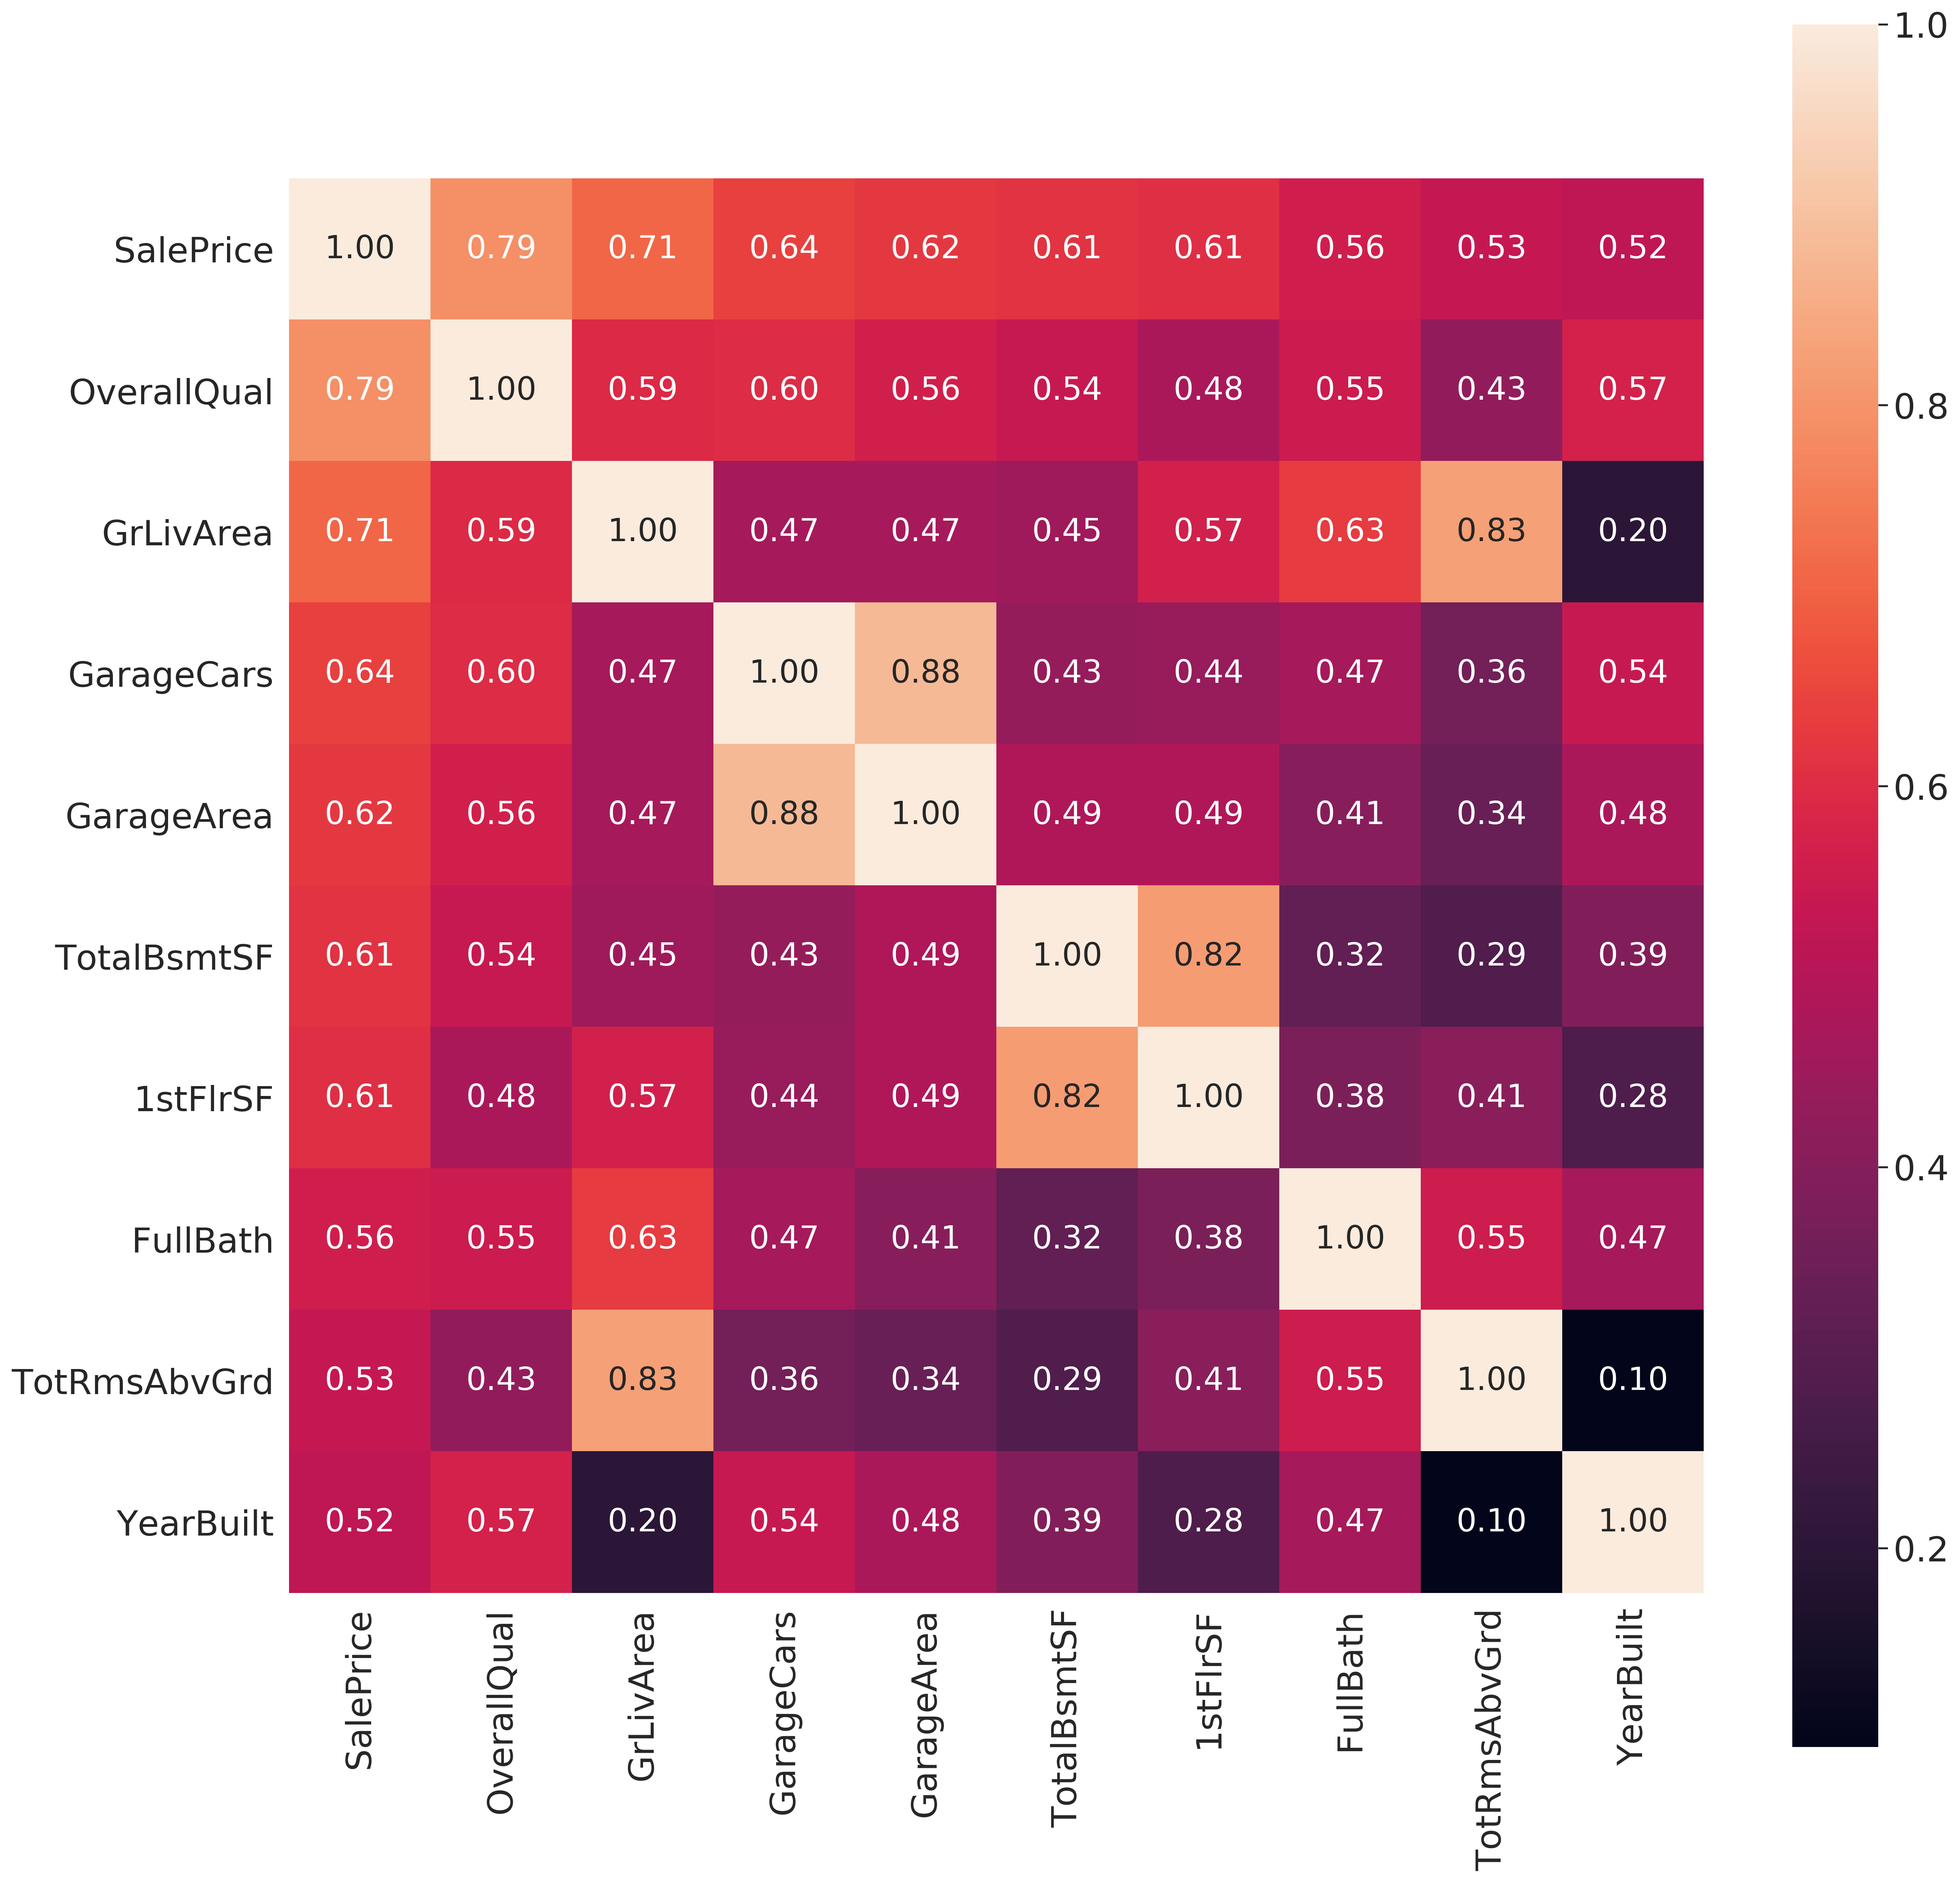 1.0
SalePrice 1.00 0.79 0.71 0.64 0.62 0.61 0.61 0.56 0.53 0.52
OverallQual 0.79 1.00 0.59 0.60 0.56 0.54 0.48 0.55 0.43 0.57
0.8
GrLivArea 0.71 0.59 1.00 0.47 0.47 0.45 0.57 0.63 0.83 0.20
GarageCars 0.64 0.60 0.47 1.00 0.88 0.43 0.44 0.47 0.36 0.54
0.6
GarageArea 0.62 0.56 0.47 0.88 1.00 0.49 0.49 0.41 0.34 0.48
TotalBsmtSF 0.61 0.54 0.45 0.43 0.49 1.00 0.82 0.32 0.29 0.39
1stFlrSF 0.61 0.48 0.57 0.44 0.49 0.82 1.00 0.38 0.41 0.28
0.4
FullBath 0.56 0.55 0.63 0.47 0.41 0.32 0.38 1.00 0.55 0.47
TotRmsAbvGrd 0.53 0.43 0.83 0.36 0.34 0.29 0.41 0.55 1.00 0.10
YearBuilt 0.52 0.57 0.20 0.54 0.48 0.39 0.28 0.47 0.10 1.00
0.2
SalePrice
OverallQual
GrLivArea
GarageCars
GarageArea
TotalBsmtSF
1stFlrSF
FullBath
TotRmsAbvGrd
YearBuilt